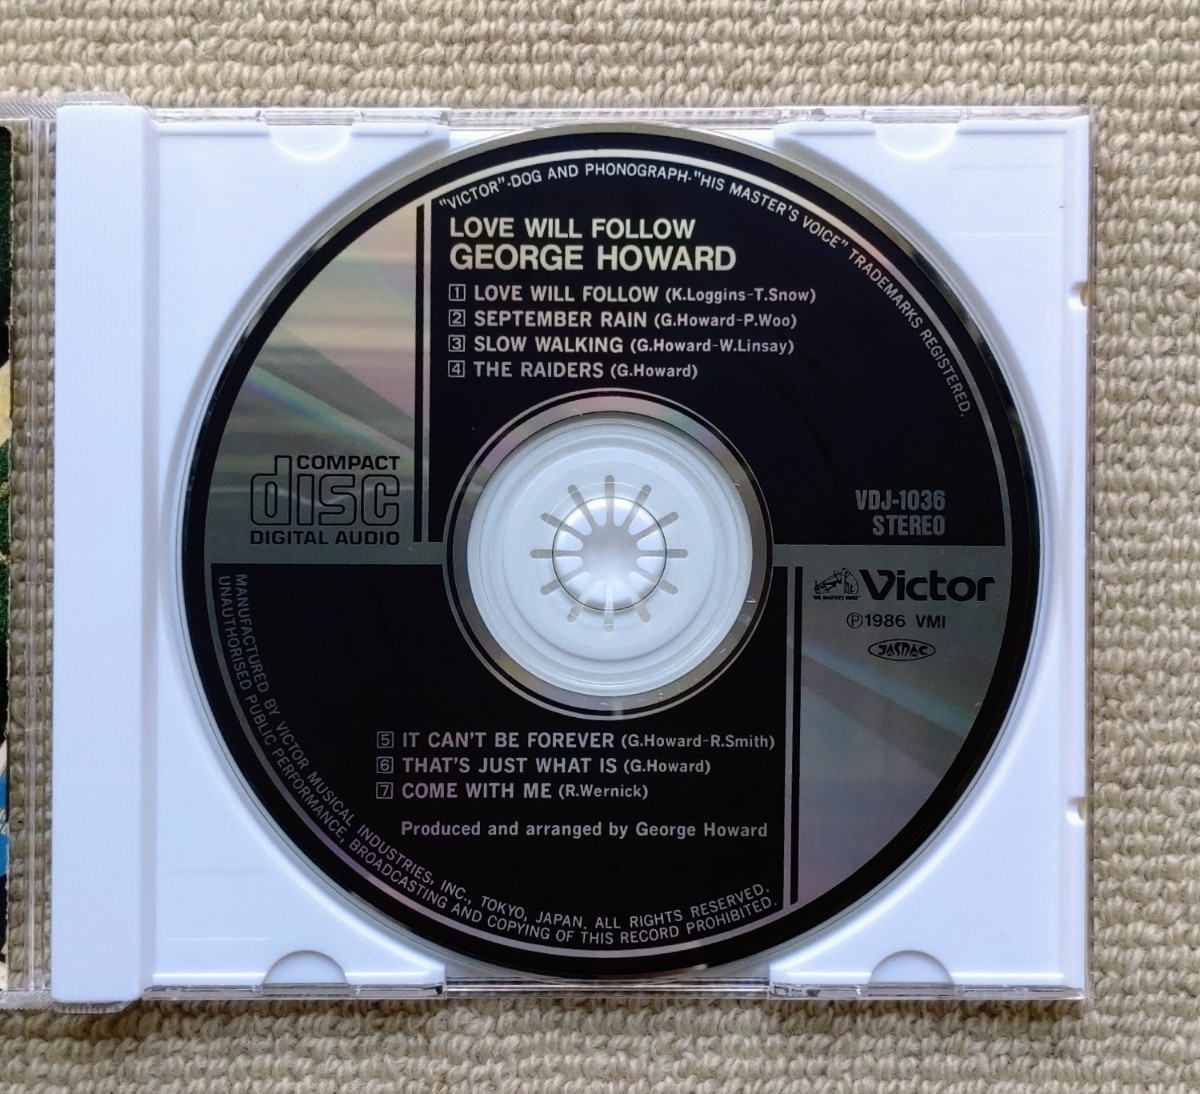 "VICTOR"-DOG AND PHONOGRAPH-"HIS MASTER'S VOICE" TRADEMARKS REGISTERED.
LOVE WILL FOLLOW
GEORGE HOWARD
1 LOVE WILL FOLLOW (K.Loggins-T.Snow)
2 SEPTEMBER RAIN (G.Howard-P.Woo)
3 SLOW WALKING (G.Howard-W.Linsay)
4 THE RAIDERS (G.Howard)
COMPACT
disc
DIGITAL AUDIO
VDJ-1036
STEREO
"HIS MASTER'S VOICE"
Victor
Ⓟ1986 VMI
JASRAC
5 IT CAN'T BE FOREVER (G.Howard-R.Smith)
6 THAT'S JUST WHAT IS (G.Howard)
7 COME WITH ME (R.Wernick)
Produced and arranged by George Howard
MANUFACTURED BY VICTOR MUSICAL INDUSTRIES, INC., TOKYO, JAPAN. ALL RIGHTS RESERVED.
UNAUTHORISED PUBLIC PERFORMANCE, BROADCASTING AND COPYING OF THIS RECORD PROHIBITED.